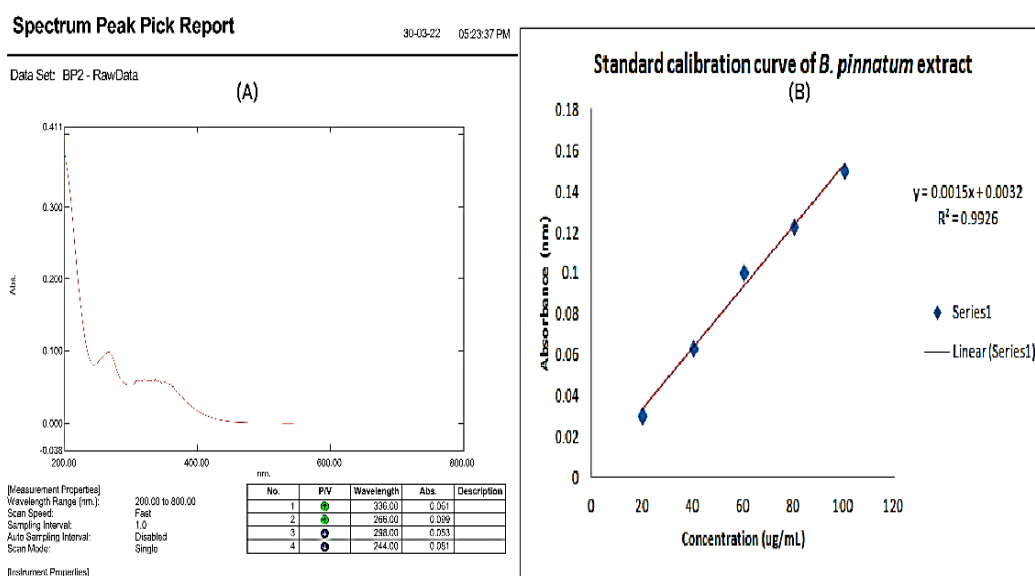 Spectrum Peak Pick Report
30-03-22 05:23:37 PM
Data Set: BP2 - RawData
(A)
0.411
0.300
0.200
0.100
0.000
-0.038
Abs.
200.00 400.00 600.00 800.00
nm.
[Measurement Properties]
Wavelength Range (nm.): 200.00 to 800.00
Scan Speed: Fast
Sampling Interval: 1.0
Auto Sampling Interval: Disabled
Scan Mode: Single
[Instrument Properties]
No. P/V Wavelength Abs. Description
1 336.00 0.061
2 266.00 0.099
3 298.00 0.053
4 244.00 0.081
Standard calibration curve of B. pinnatum extract
(B)
0.18
0.16
0.14
0.12
0.1
0.08
0.06
0.04
0.02
0
Absorbance (nm)
0 20 40 60 80 100 120
Concentration (ug/mL)
y = 0.0015x + 0.0032
R² = 0.9926
Series1
Linear (Series1)